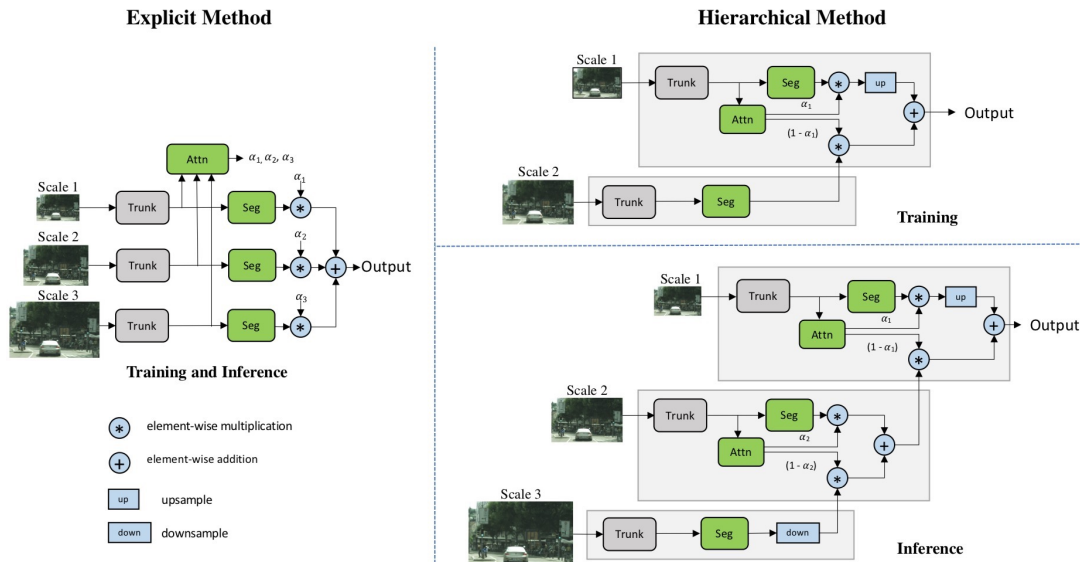 Explicit Method
Attn
α1, α2, α3
Scale 1
Trunk
Seg
α1
*
Scale 2
Trunk
Seg
α2
*
+
Output
Scale 3
Trunk
Seg
α3
*
Training and Inference
* element-wise multiplication
+ element-wise addition
up upsample
down downsample
Hierarchical Method
Scale 1
Trunk
Seg
*
up
α1
Attn
(1 - α1)
*
+
Output
Scale 2
Trunk
Seg
Training
Scale 1
Trunk
Seg
*
up
α1
Attn
(1 - α1)
*
+
Output
Scale 2
Trunk
Seg
*
α2
Attn
(1 - α2)
*
+
Scale 3
Trunk
Seg
down
Inference